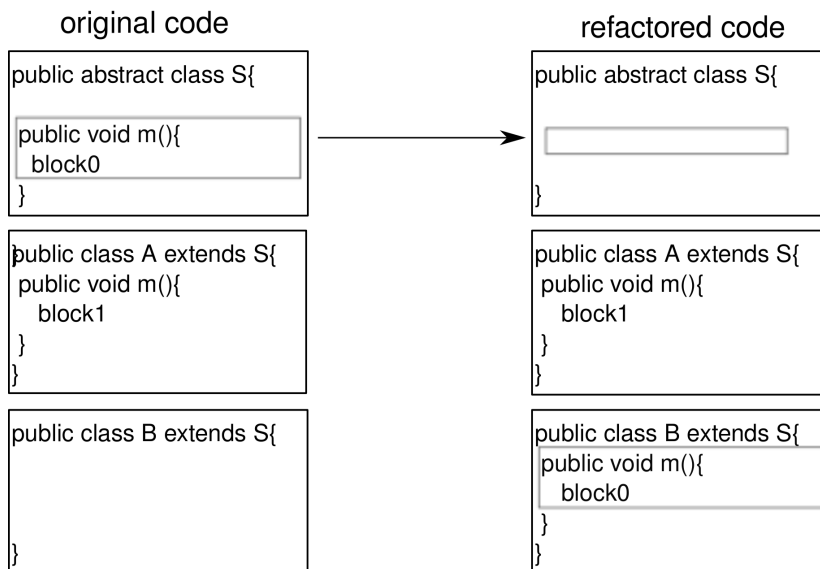 original code
public abstract class S{
public void m(){
block0
}
}
public class A extends S{
public void m(){
block1
}
}
public class B extends S{
}
refactored code
public abstract class S{
}
public class A extends S{
public void m(){
block1
}
}
public class B extends S{
public void m(){
block0
}
}